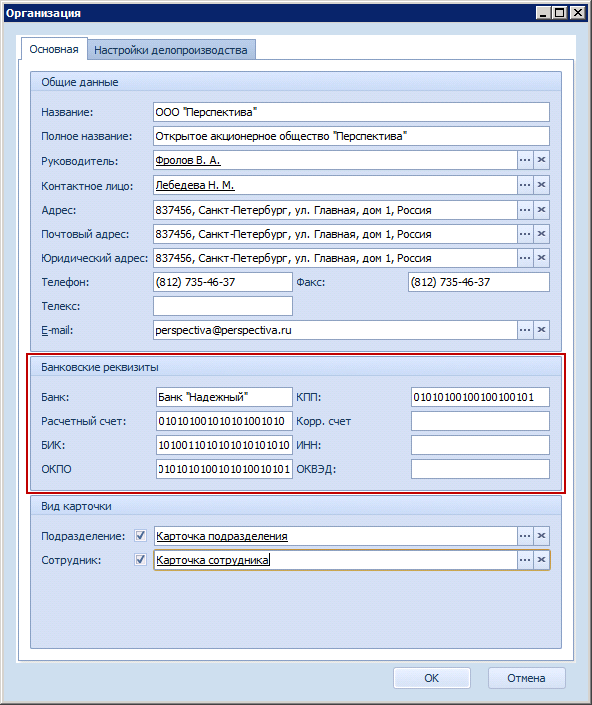 Организация
Основная Настройки делопроизводства
Общие данные
Название: ООО "Перспектива"
Полное название: Открытое акционерное общество "Перспектива"
Руководитель: Фролов В. А.
Контактное лицо: Лебедева Н. М.
Адрес: 837456, Санкт-Петербург, ул. Главная, дом 1, Россия
Почтовый адрес: 837456, Санкт-Петербург, ул. Главная, дом 1, Россия
Юридический адрес: 837456, Санкт-Петербург, ул. Главная, дом 1, Россия
Телефон: (812) 735-46-37 Факс: (812) 735-46-37
Телекс:
E-mail: perspectiva@perspectiva.ru
Банковские реквизиты
Банк: Банк "Надежный" КПП: 01010100100100100101
Расчетный счет: 010101001010101001010 Корр. счет
БИК: 1010011010101010101010 ИНН:
ОКПО 0101010100101010010101 ОКВЭД:
Вид карточки
Подразделение: Карточка подразделения
Сотрудник: Карточка сотрудника
OK Отмена